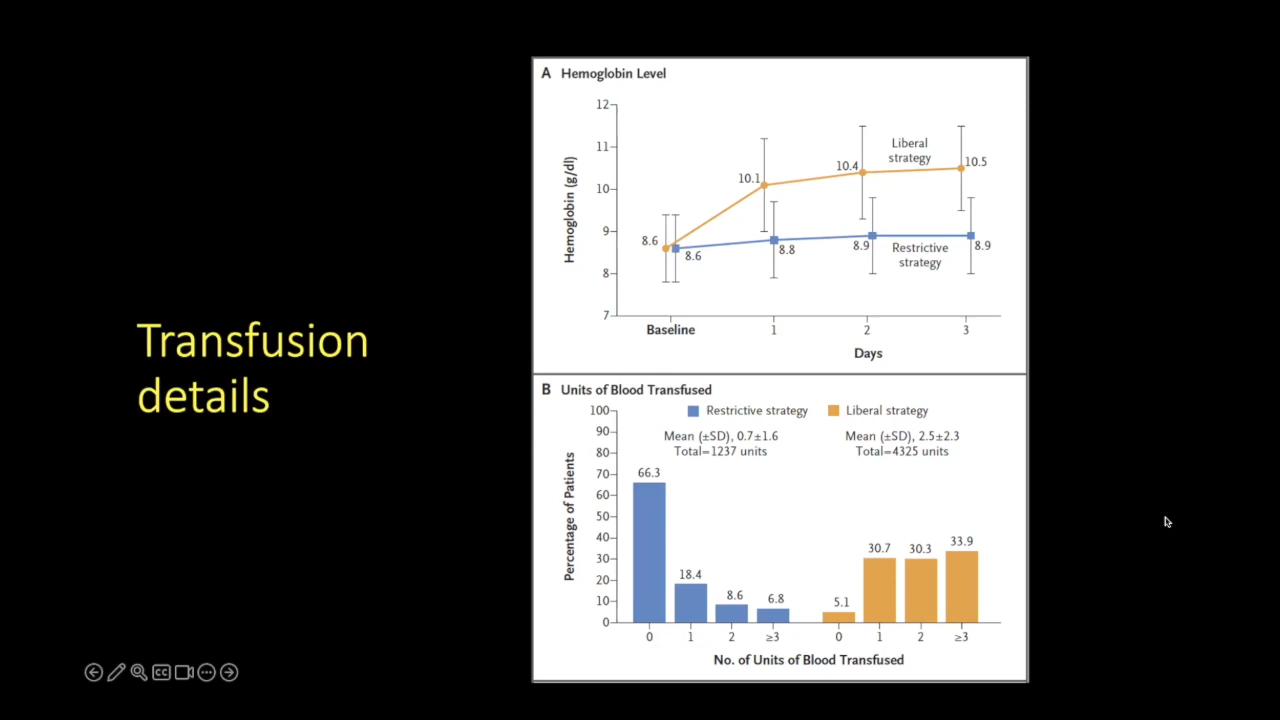 Transfusion
details
A Hemoglobin Level
Hemoglobin (g/dl)
12
11
10
9
8
7
8.6
10.1
10.4
10.5
Liberal
strategy
8.6
8.8
8.9
8.9
Restrictive
strategy
Baseline
1
2
3
Days
B Units of Blood Transfused
Restrictive strategy
Liberal strategy
Mean (±SD), 0.7±1.6
Total=1237 units
Mean (±SD), 2.5±2.3
Total=4325 units
Percentage of Patients
100
90
80
70
60
50
40
30
20
10
0
66.3
18.4
8.6
6.8
5.1
30.7
30.3
33.9
0
1
2
≥3
0
1
2
≥3
No. of Units of Blood Transfused
CC